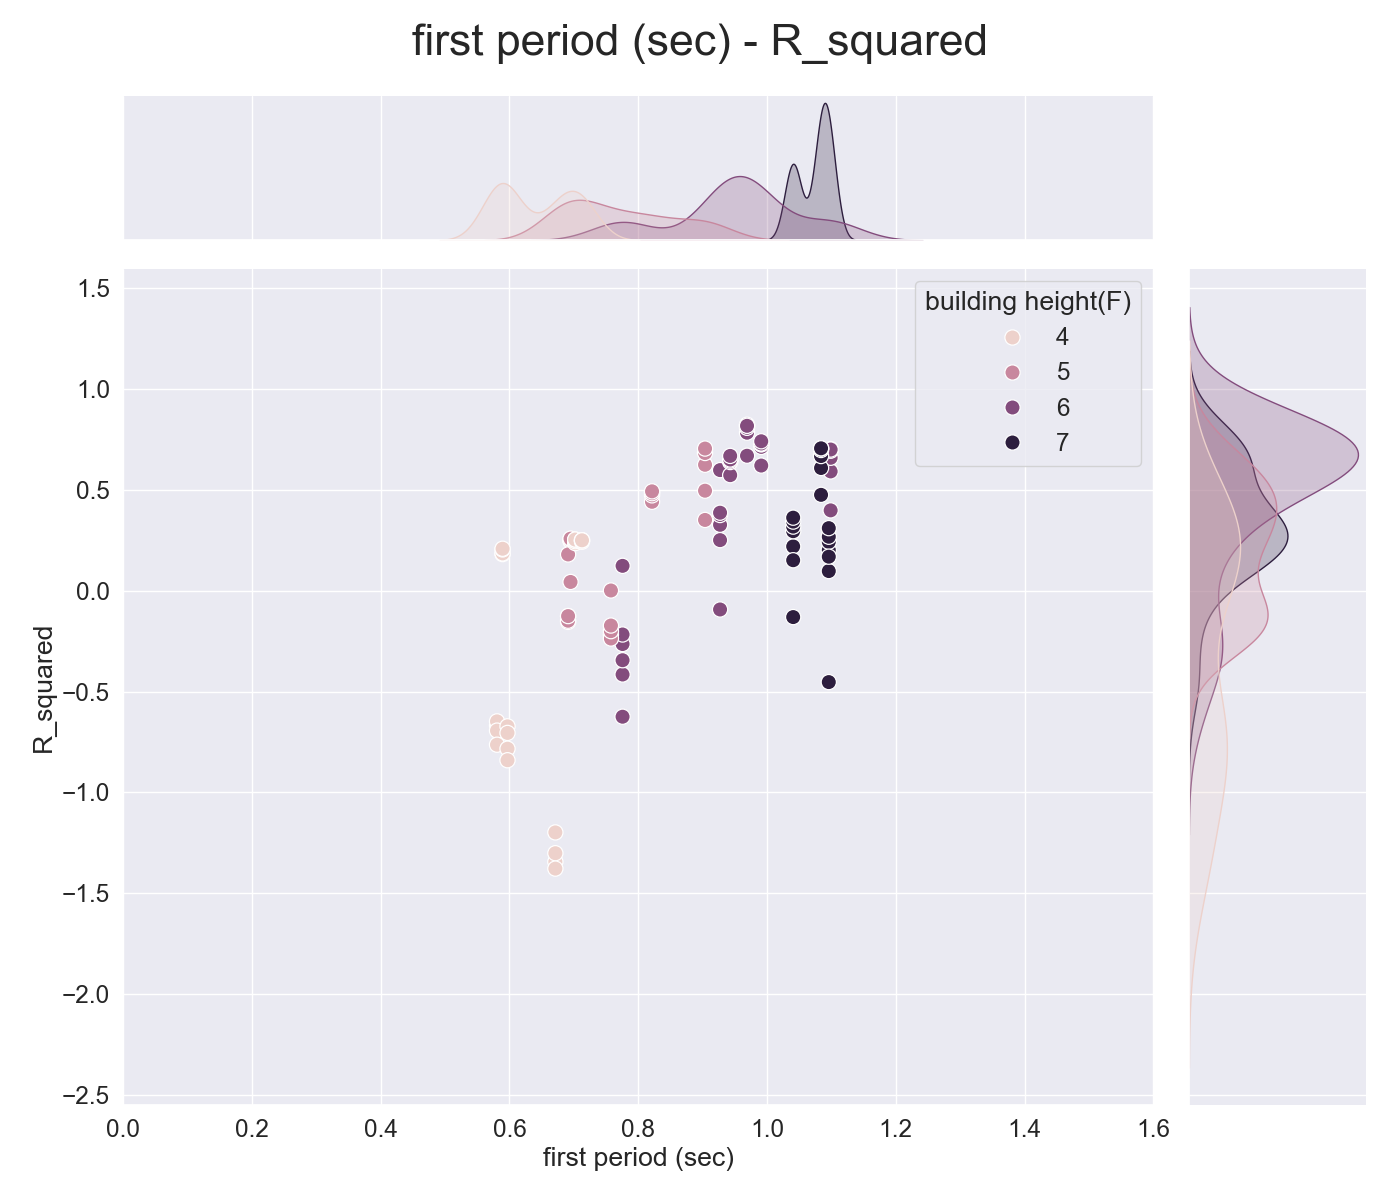 first period (sec) - R_squared
building height(F)
4
5
6
7
1.5
1.0
0.5
0.0
−0.5
−1.0
−1.5
−2.0
−2.5
R_squared
0.0 0.2 0.4 0.6 0.8 1.0 1.2 1.4 1.6
first period (sec)